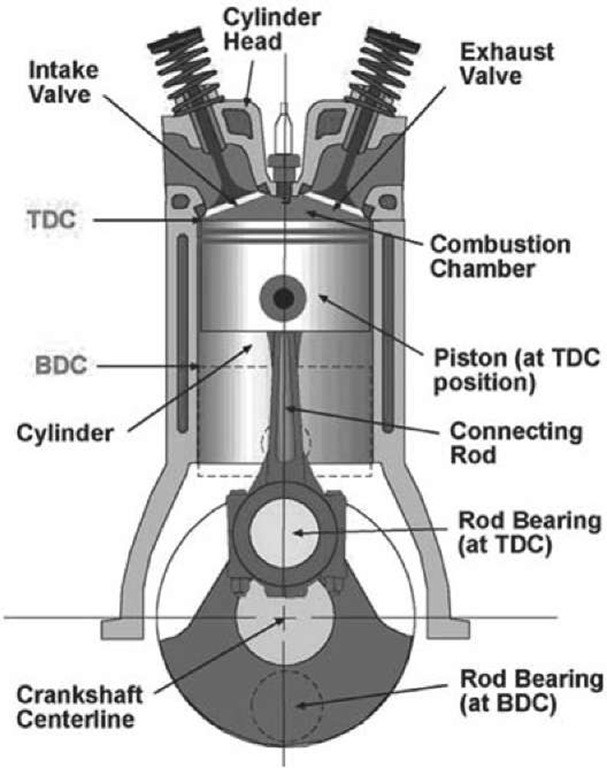 Cylinder
Head
Intake
Valve
Exhaust
Valve
TDC
Combustion
Chamber
BDC
Piston (at TDC
position)
Cylinder
Connecting
Rod
Rod Bearing
(at TDC)
Crankshaft
Centerline
Rod Bearing
(at BDC)